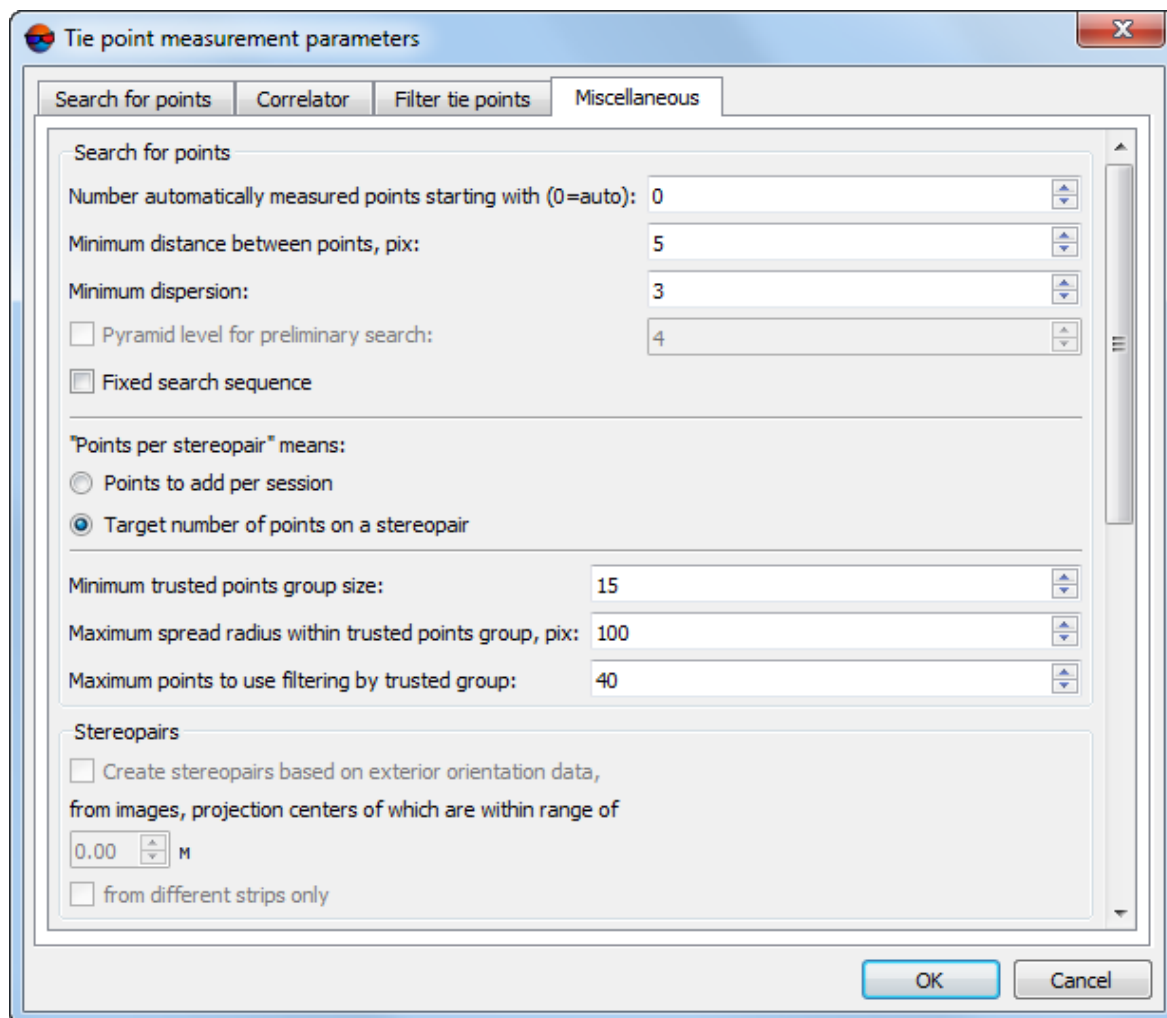 Tie point measurement parameters
Search for points Correlator Filter tie points Miscellaneous
Search for points
Number automatically measured points starting with (0=auto): 0
Minimum distance between points, pix: 5
Minimum dispersion: 3
Pyramid level for preliminary search: 4
Fixed search sequence
"Points per stereopair" means:
Points to add per session
Target number of points on a stereopair
Minimum trusted points group size: 15
Maximum spread radius within trusted points group, pix: 100
Maximum points to use filtering by trusted group: 40
Stereopairs
Create stereopairs based on exterior orientation data,
from images, projection centers of which are within range of
0.00 м
from different strips only
OK Cancel